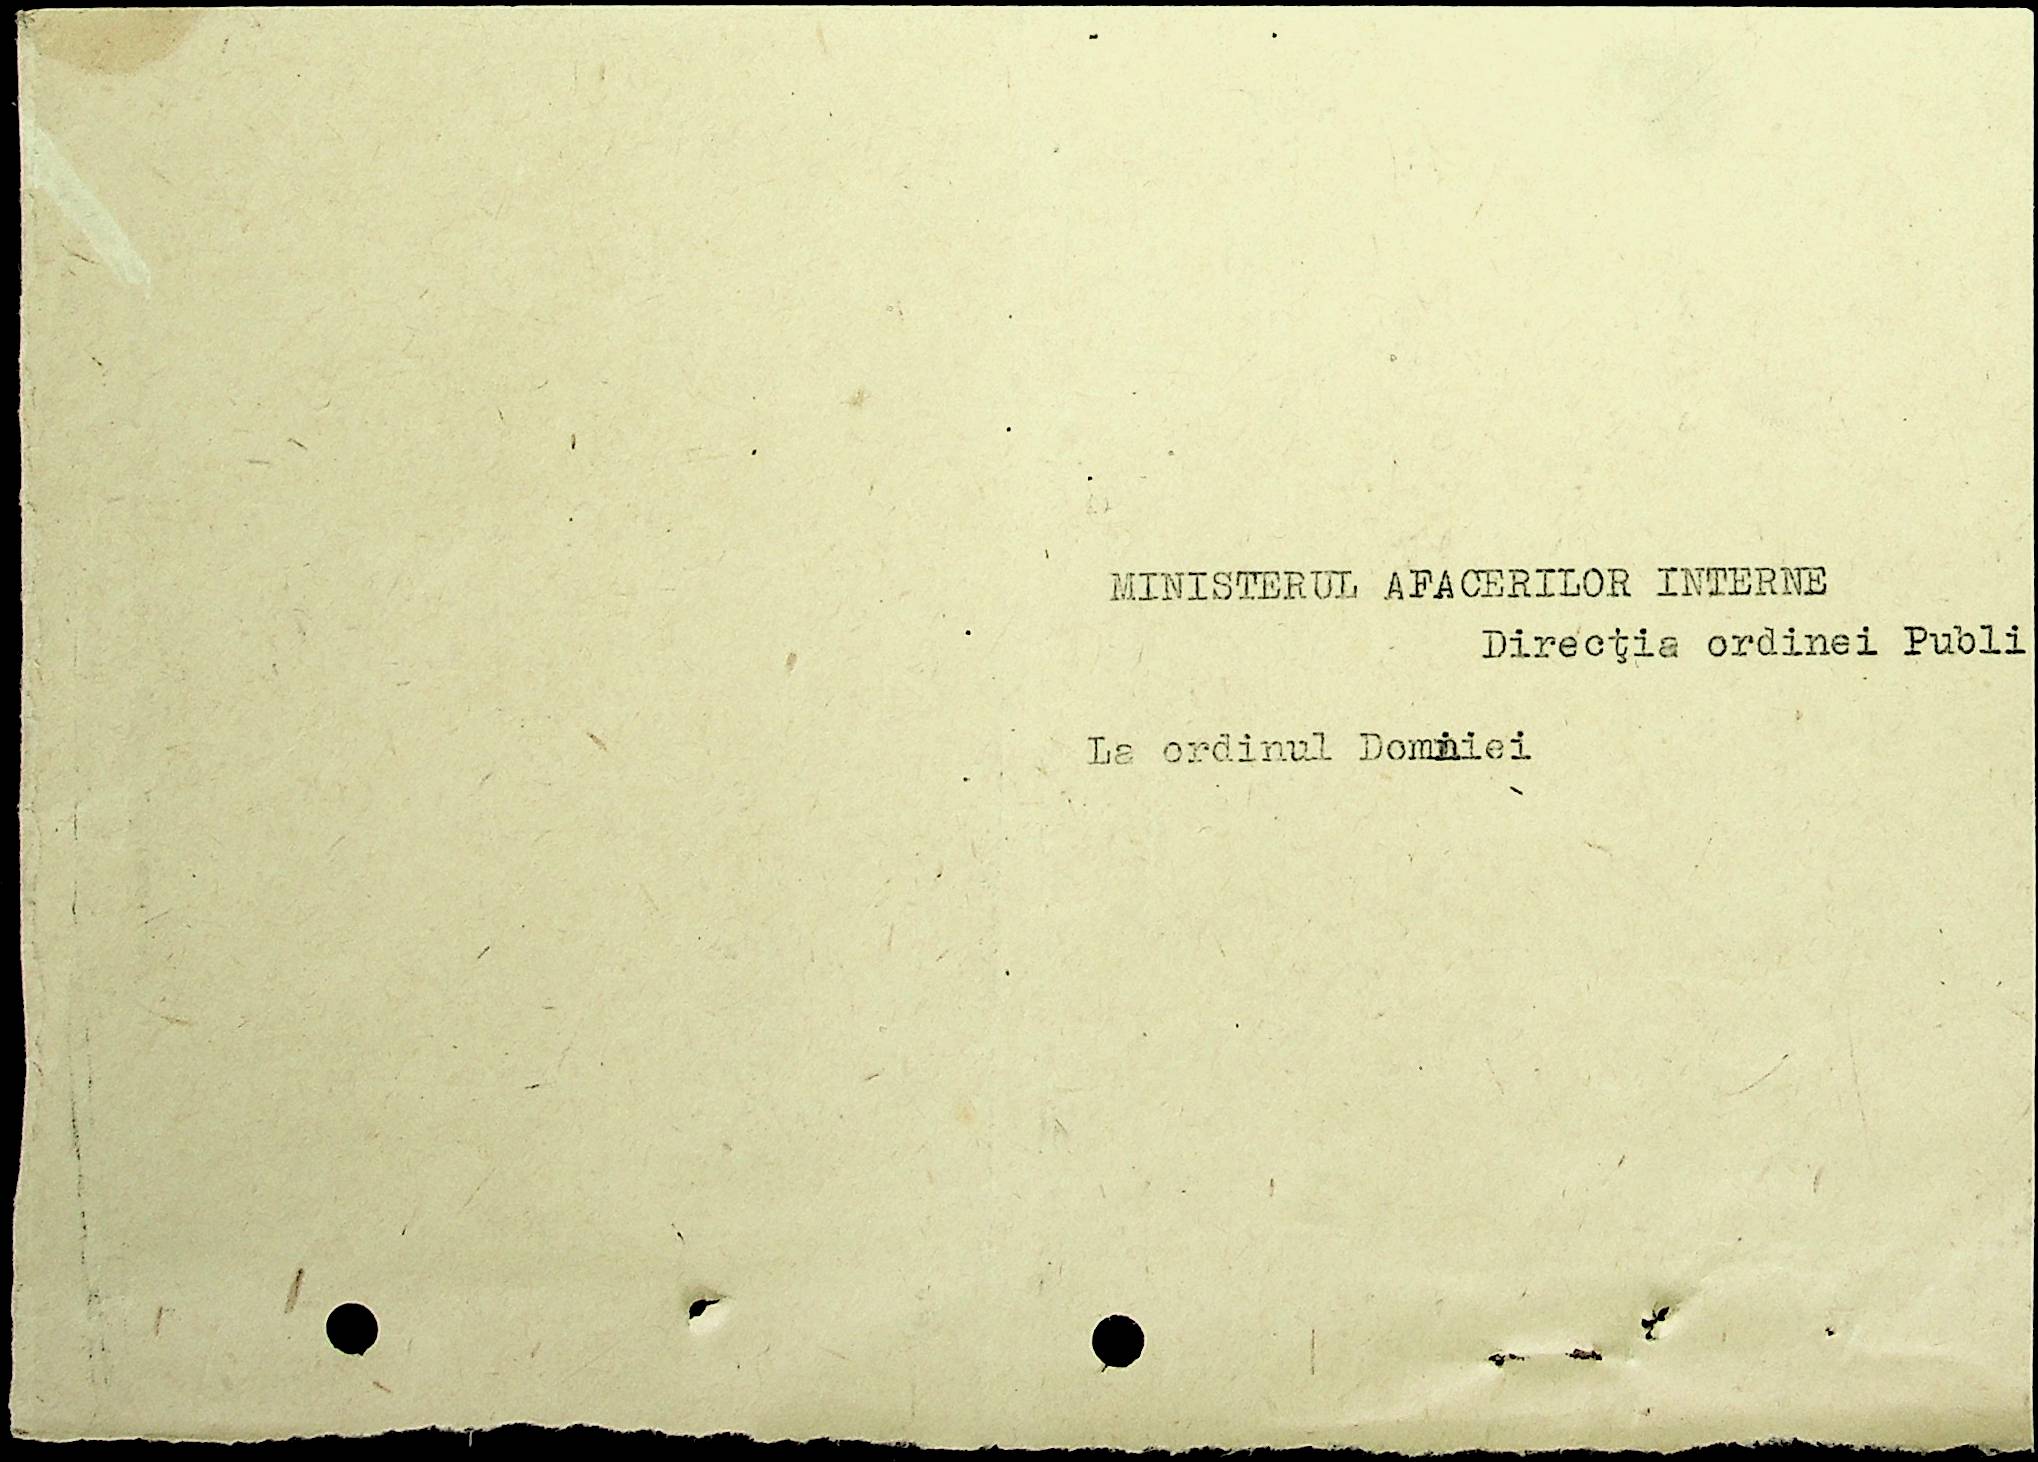 MINISTERUL AFACERILOR INTERNE
Direcţia ordinei Publi
La ordinul Domniei